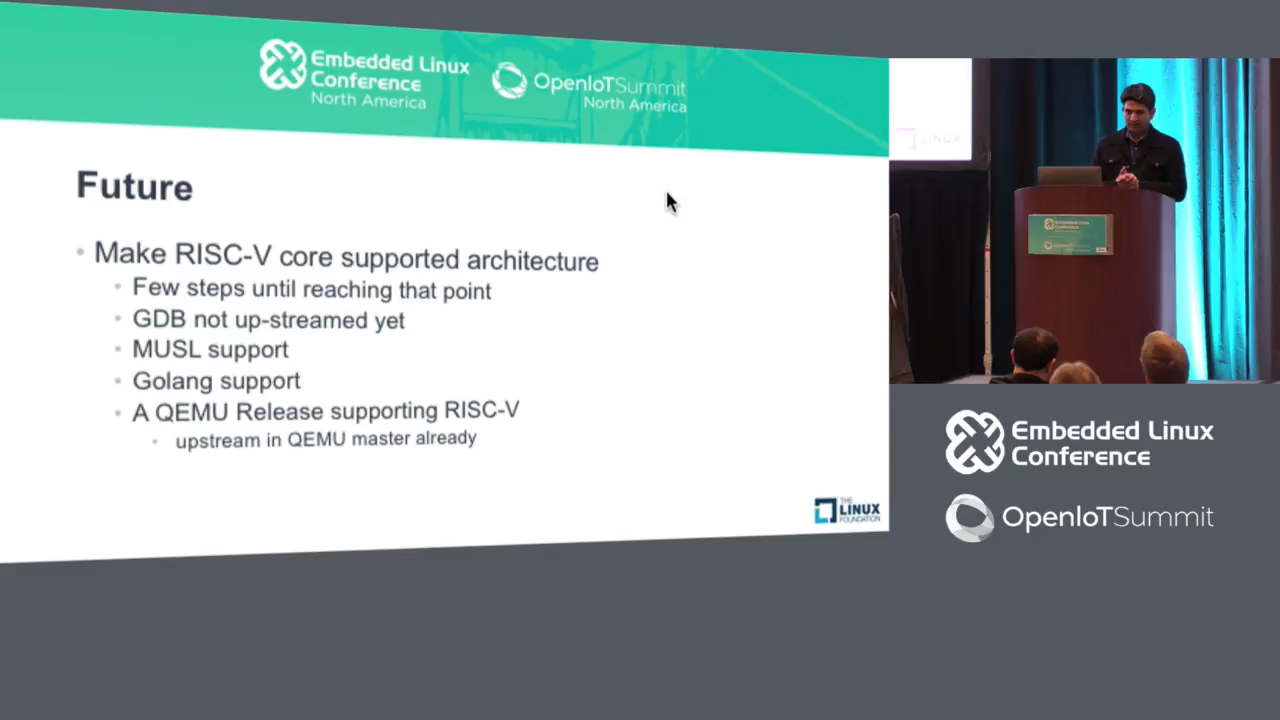 Embedded Linux
Conference
North America
OpenIoTSummit
North America
Future
Make RISC-V core supported architecture
Few steps until reaching that point
GDB not up-streamed yet
MUSL support
Golang support
A QEMU Release supporting RISC-V
upstream in QEMU master already
THE
LINUX
FOUNDATION
LINUX
Embedded Linux
Conference
OpenIoTSummit